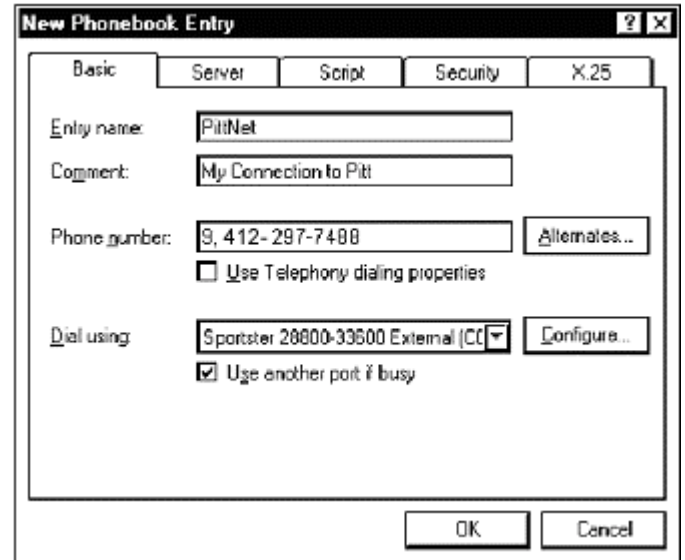 New Phonebook Entry
Basic Server Script Security X.25
Entry name: PittNet
Comment: My Connection to Pitt
Phone number: 9, 412-297-7488 Alternates...
Use Telephony dialing properties
Dial using: Sportster 28800-33600 External (CC Configure...
Use another port if busy
OK Cancel